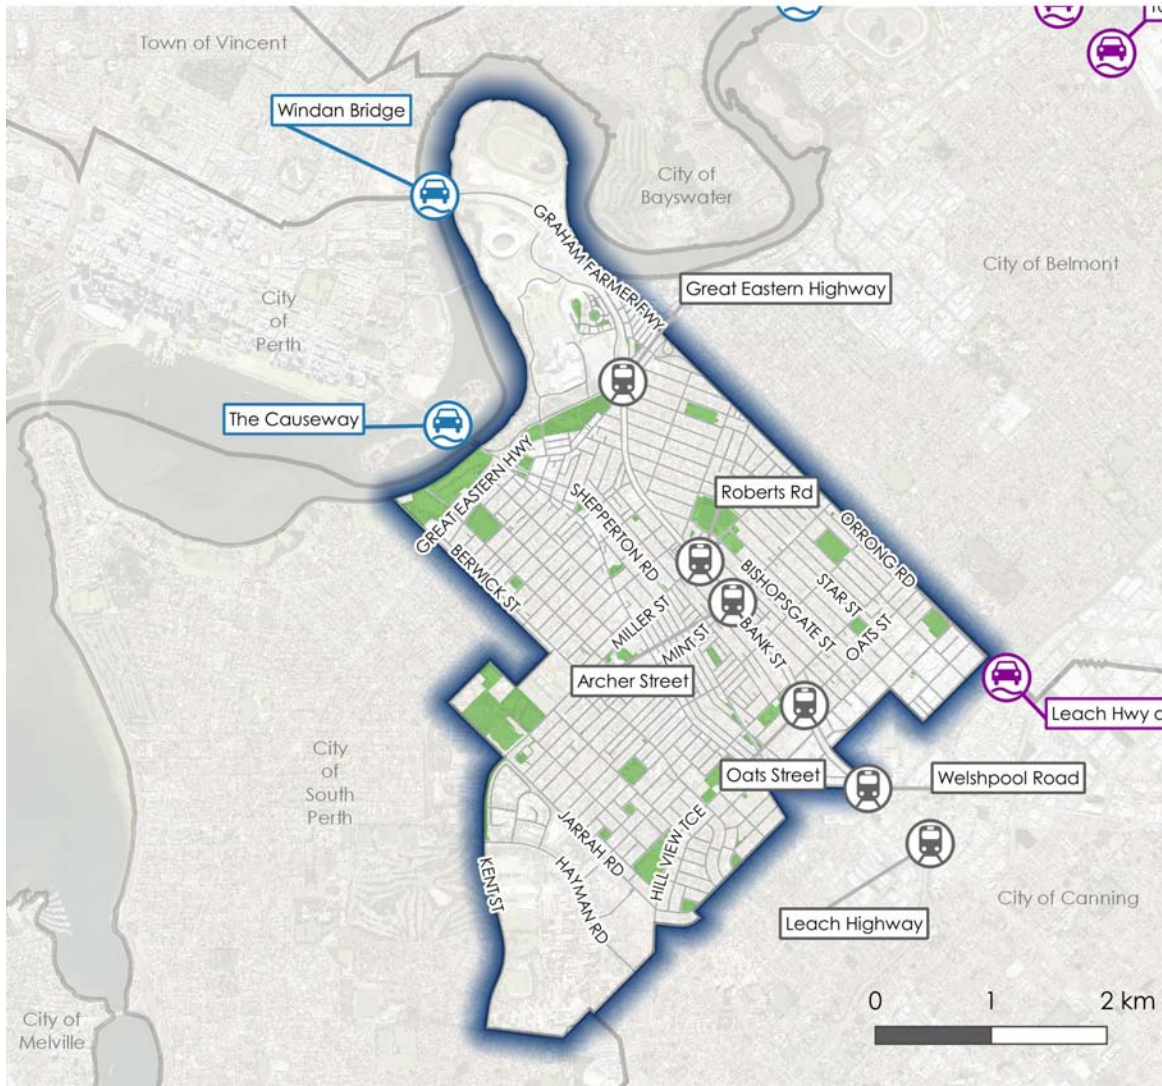 Town of Vincent
Windan Bridge
City of
Bayswater
City of Belmont
GRAHAM FARMER FWY
Great Eastern Highway
City
of
Perth
The Causeway
GREAT EASTERN HWY
Roberts Rd
SHEPPERTON RD
ORRONG RD
BERWICK ST
BISHOPSGATE ST
STAR ST
OATS ST
MILLER ST
MINT ST
BANK ST
Archer Street
Leach Hwy
City
of
South
Perth
Oats Street
Welshpool Road
JARRAH RD
HILL VIEW TCE
KENT ST
HAYMAN RD
Leach Highway
City of Canning
0 1 2 km
City of
Melville